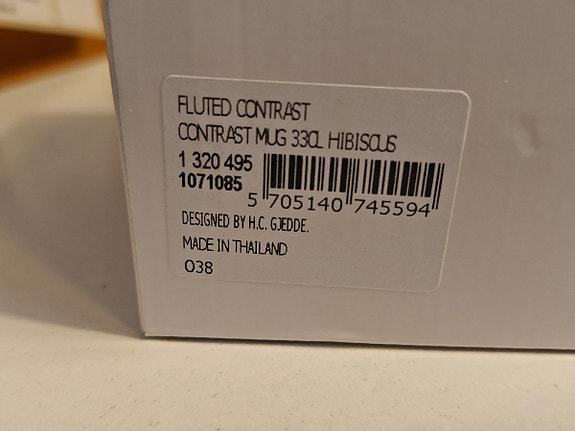 FLUTED CONTRAST
CONTRAST MUG 33CL HIBISCUS
1 320 495
1071085
5 705140 745594
DESIGNED BY H.C. GJEDDE.
MADE IN THAILAND
038